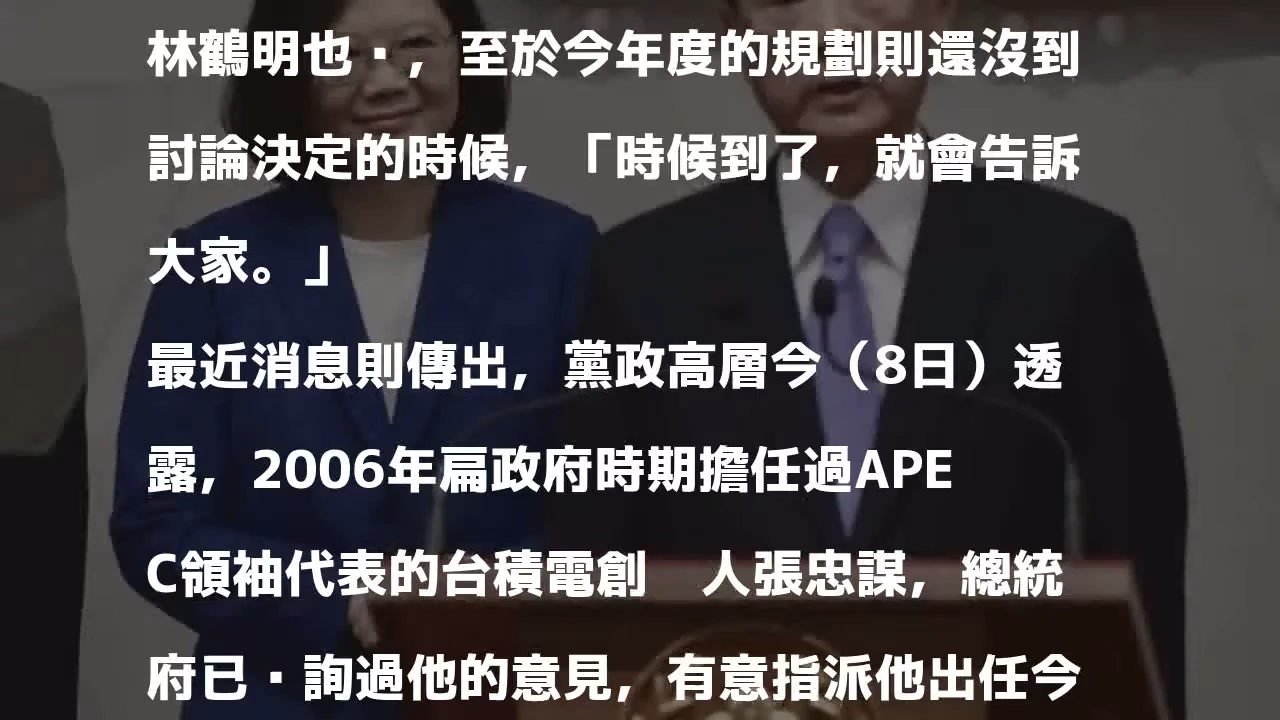 林鶴明也·，至於今年度的規劃則還沒到
討論決定的時候，「時候到了，就會告訴
大家。」
最近消息則傳出，黨政高層今（8日）透
露，2006年扁政府時期擔任過APE
C領袖代表的台積電創　人張忠謀，總統
府已·詢過他的意見，有意指派他出任今